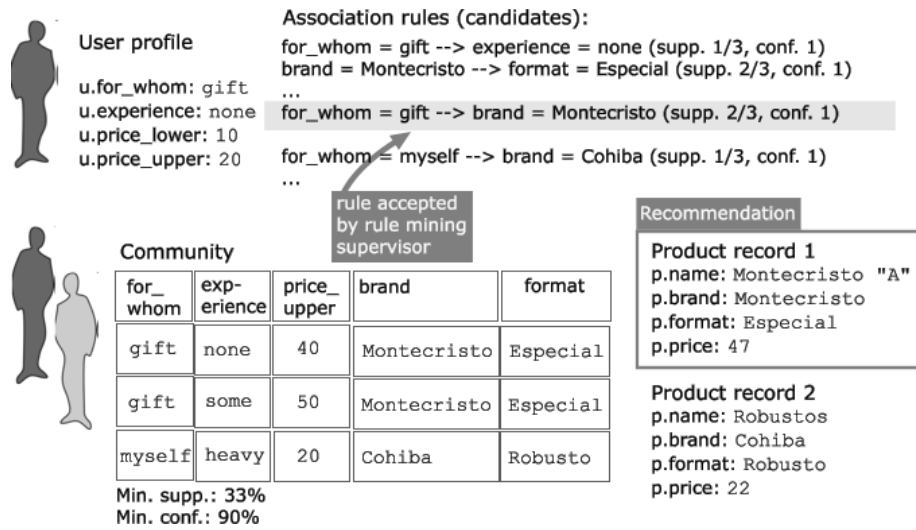 User profile
u.for_whom: gift
u.experience: none
u.price_lower: 10
u.price_upper: 20
Association rules (candidates):
for_whom = gift --> experience = none (supp. 1/3, conf. 1)
brand = Montecristo --> format = Especial (supp. 2/3, conf. 1)
...
for_whom = gift --> brand = Montecristo (supp. 2/3, conf. 1)
for_whom = myself --> brand = Cohiba (supp. 1/3, conf. 1)
...
rule accepted
by rule mining
supervisor
Community
for_ exp- price_ brand format
whom erience upper
gift none 40 Montecristo Especial
gift some 50 Montecristo Especial
myself heavy 20 Cohiba Robusto
Min. supp.: 33%
Min. conf.: 90%
Recommendation
Product record 1
p.name: Montecristo "A"
p.brand: Montecristo
p.format: Especial
p.price: 47
Product record 2
p.name: Robustos
p.brand: Cohiba
p.format: Robusto
p.price: 22